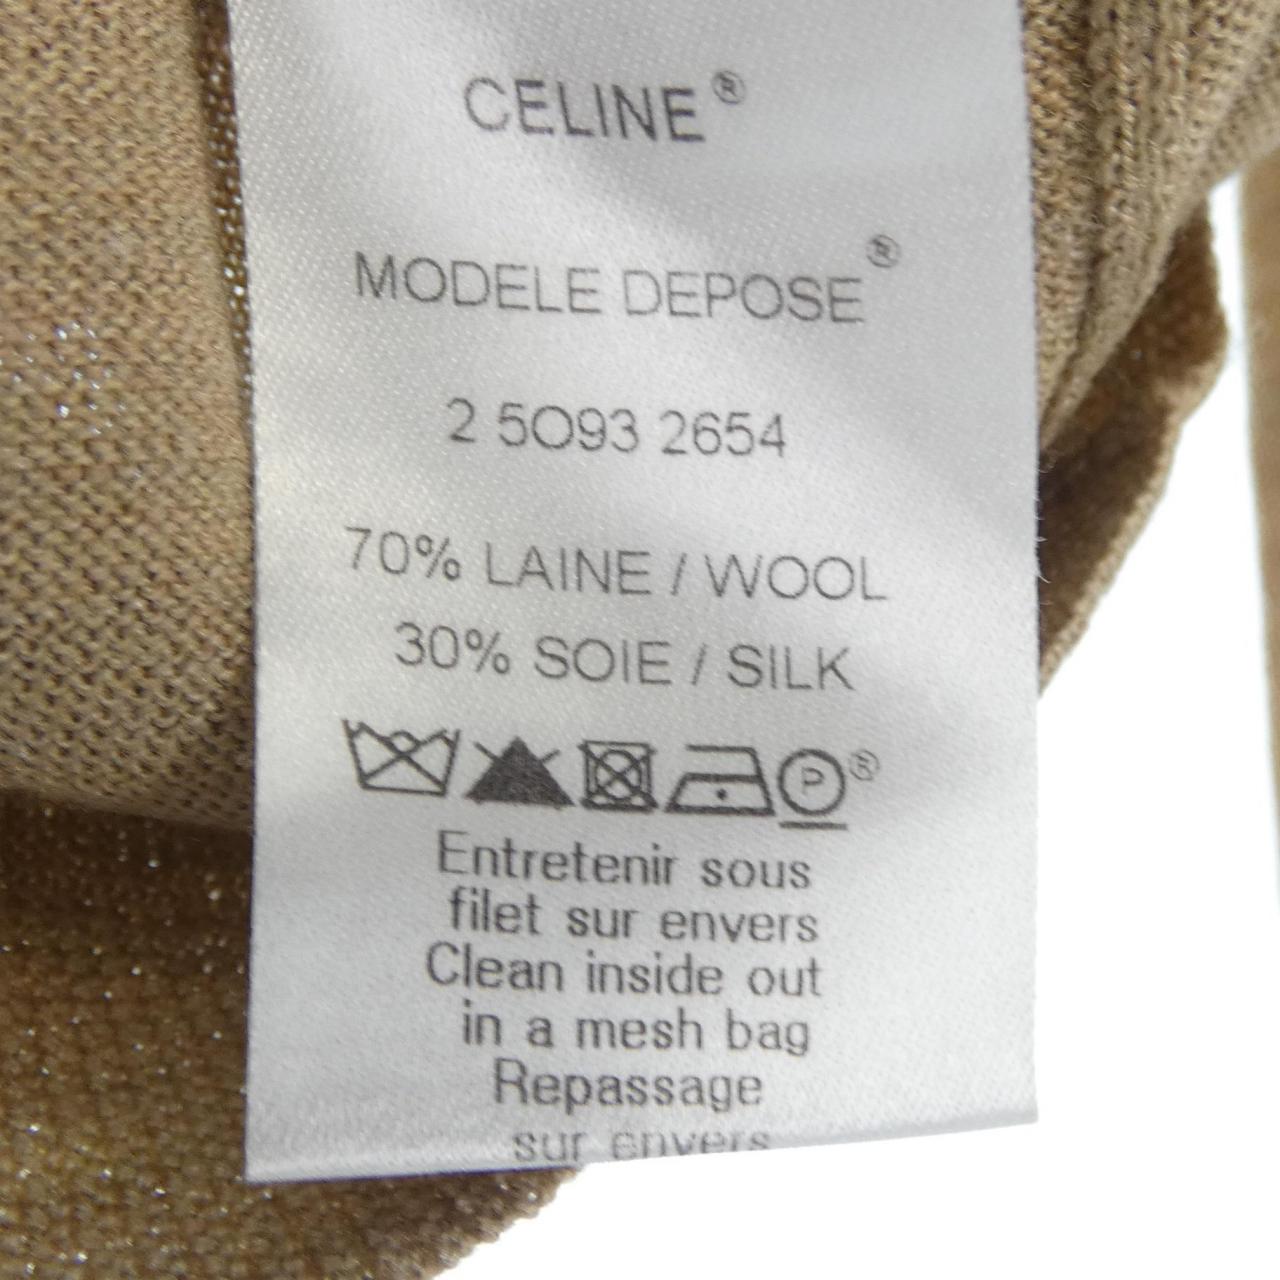 CELINE®
MODELE DEPOSE®
2 5O93 2654
70% LAINE / WOOL
30% SOIE / SILK
P®
Entretenir sous
filet sur envers
Clean inside out
in a mesh bag
Repassage
sur envers